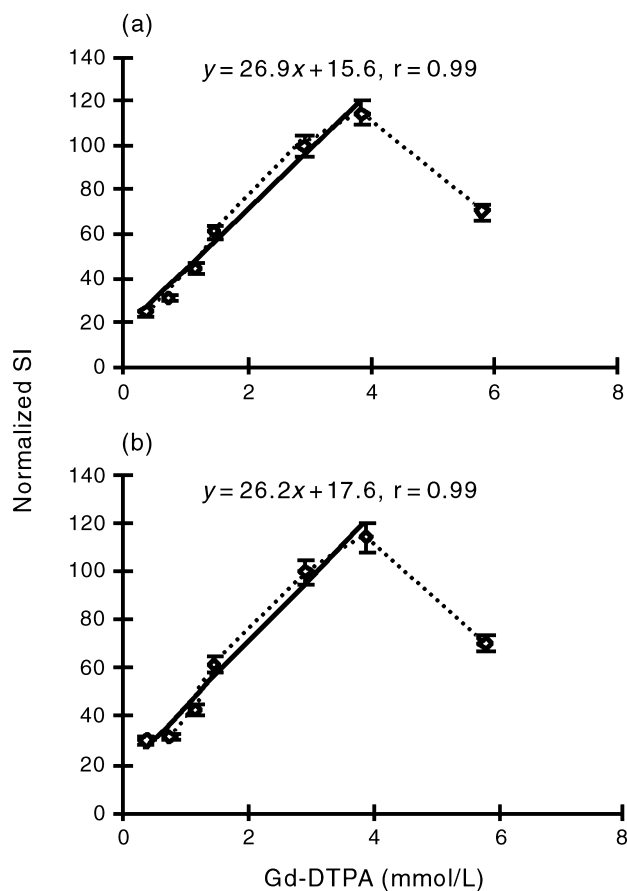 (a)
y = 26.9x + 15.6, r = 0.99
140
120
100
80
60
40
20
0
0 2 4 6 8
Normalized SI
(b)
y = 26.2x + 17.6, r = 0.99
140
120
100
80
60
40
20
0
0 2 4 6 8
Gd-DTPA (mmol/L)